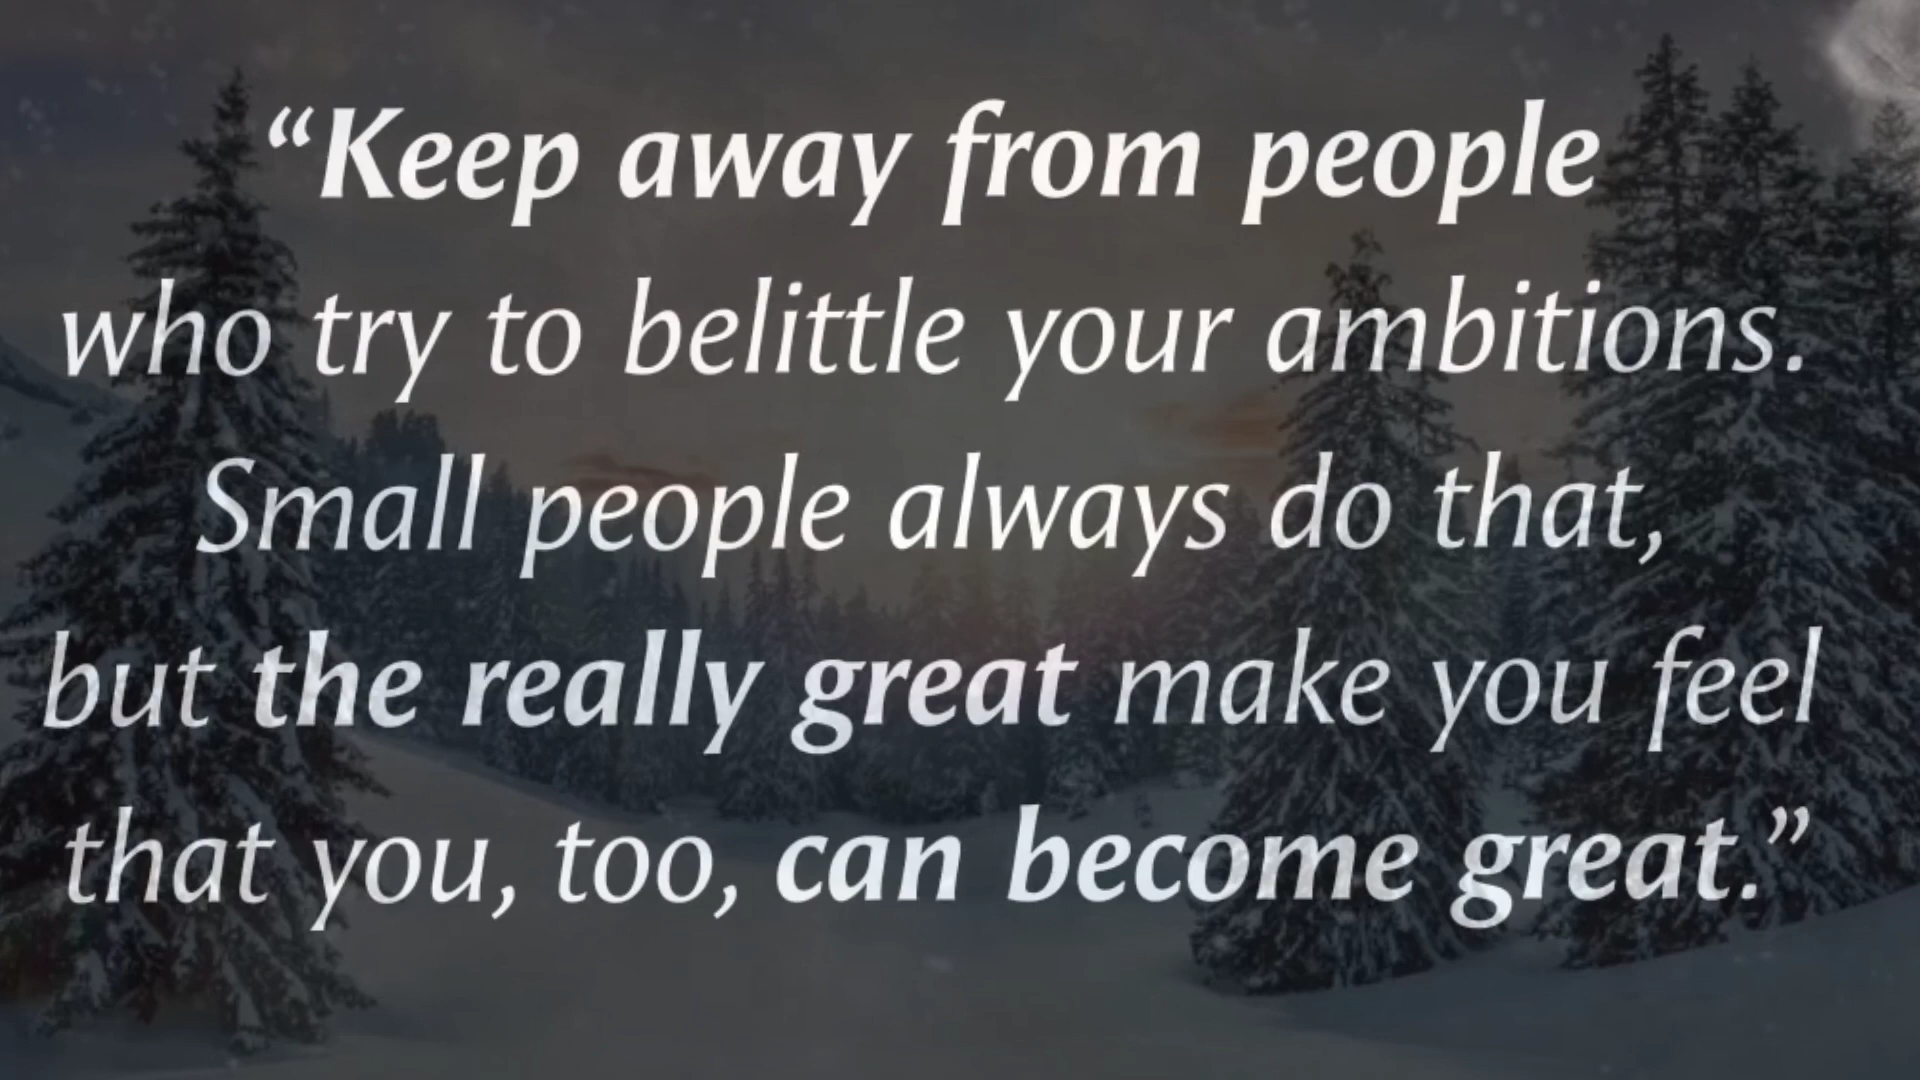 “Keep away from people
who try to belittle your ambitions.
Small people always do that,
but the really great make you feel
that you, too, can become great.”